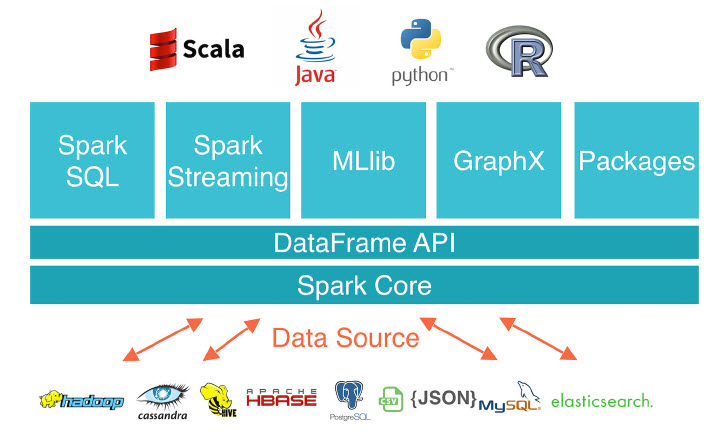 Scala
Java
python™
R
Spark
SQL
Spark
Streaming
MLlib
GraphX
Packages
DataFrame API
Spark Core
Data Source
hadoop
cassandra
HIVE
APACHE
HBASE
PostgreSQL
CSV
{JSON}
MySQL®
elasticsearch.